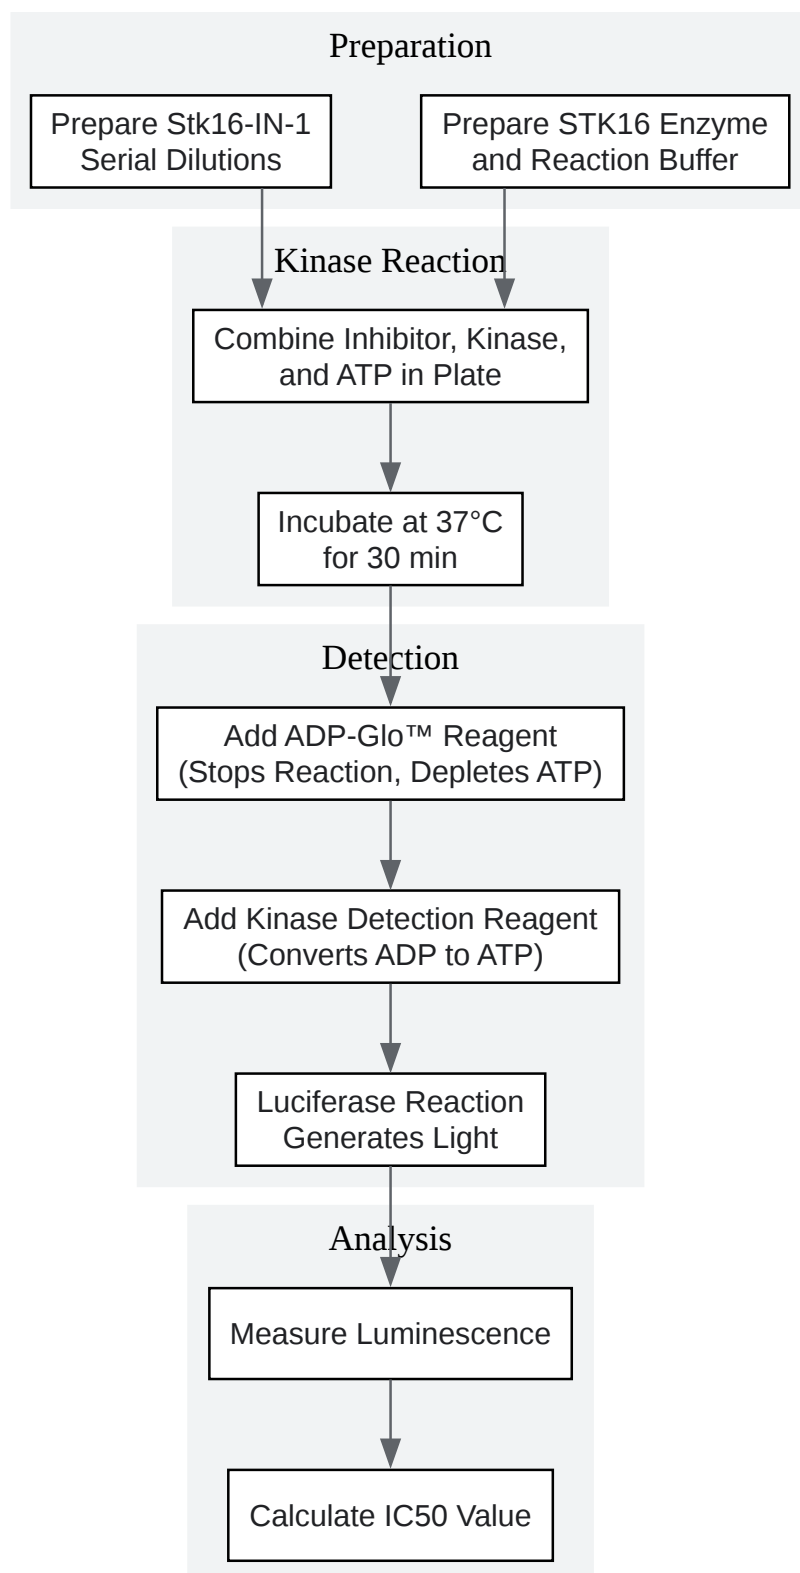 Preparation
Prepare Stk16-IN-1
Serial Dilutions
Prepare STK16 Enzyme
and Reaction Buffer
Kinase Reaction
Combine Inhibitor, Kinase,
and ATP in Plate
Incubate at 37°C
for 30 min
Detection
Add ADP-Glo™ Reagent
(Stops Reaction, Depletes ATP)
Add Kinase Detection Reagent
(Converts ADP to ATP)
Luciferase Reaction
Generates Light
Analysis
Measure Luminescence
Calculate IC50 Value